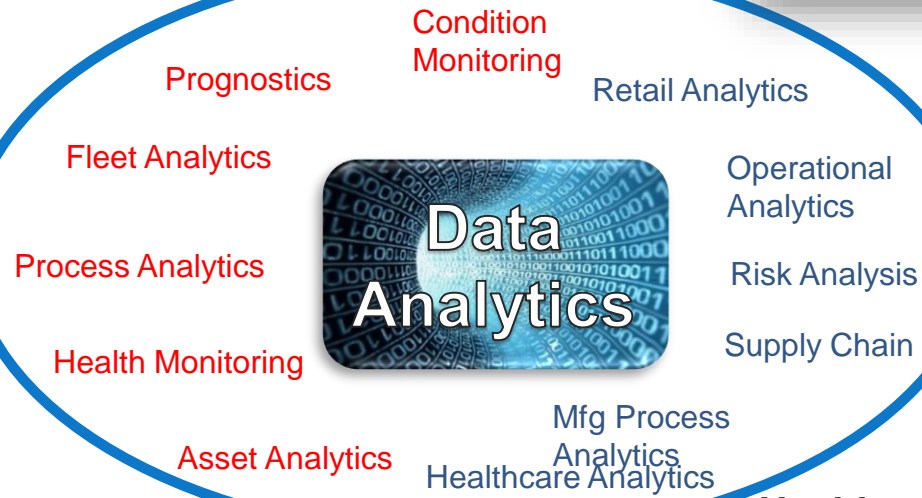 Condition
Monitoring
Prognostics
Retail Analytics
Fleet Analytics
Operational
Analytics
Data
Analytics
Process Analytics
Risk Analysis
Health Monitoring
Supply Chain
Mfg Process
Analytics
Asset Analytics
Healthcare Analytics